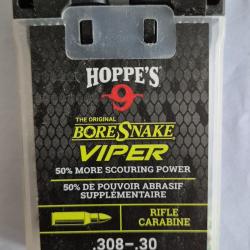 HOPPE'S
9
THE ORIGINAL
BORESNAKE
VIPER
50% MORE SCOURING POWER
50% DE POUVOIR ABRASIF
SUPPLÉMENTAIRE
RIFLE
CARABINE
.308-.30